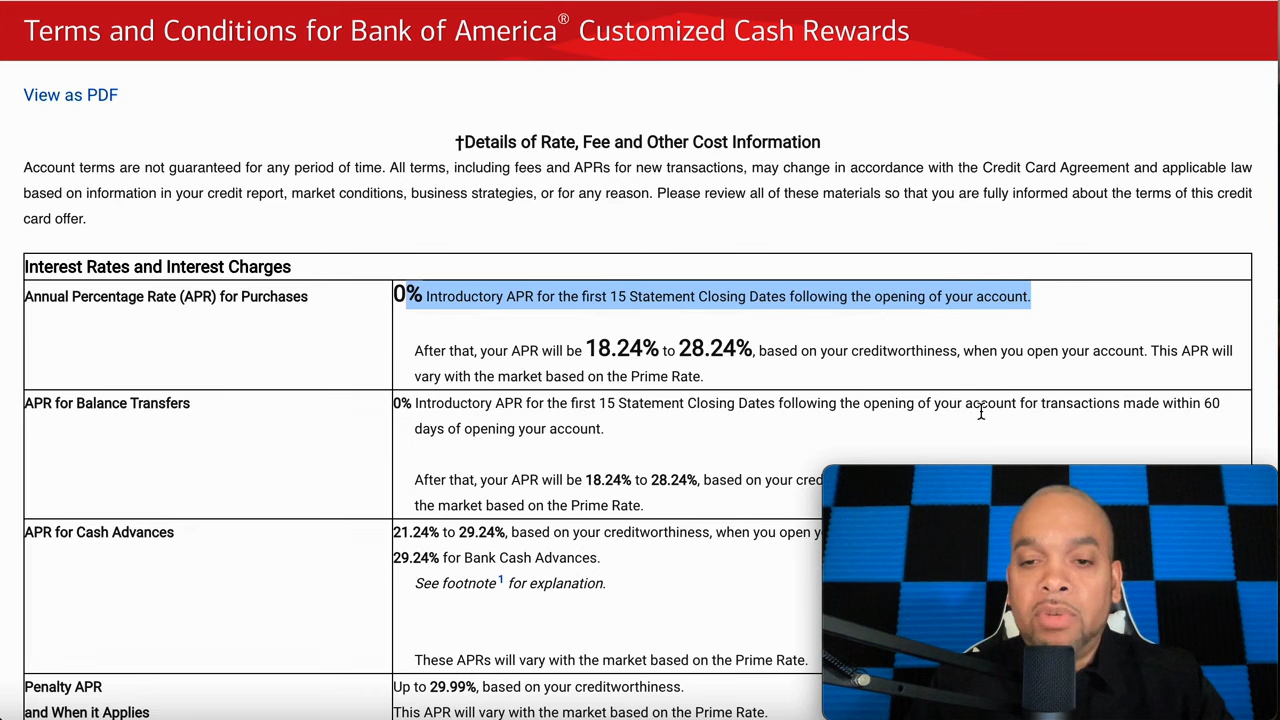 Terms and Conditions for Bank of America® Customized Cash Rewards
View as PDF
†Details of Rate, Fee and Other Cost Information
Account terms are not guaranteed for any period of time. All terms, including fees and APRs for new transactions, may change in accordance with the Credit Card Agreement and applicable law
based on information in your credit report, market conditions, business strategies, or for any reason. Please review all of these materials so that you are fully informed about the terms of this credit
card offer.
Interest Rates and Interest Charges
Annual Percentage Rate (APR) for Purchases
0% Introductory APR for the first 15 Statement Closing Dates following the opening of your account.
After that, your APR will be 18.24% to 28.24%, based on your creditworthiness, when you open your account. This APR will
vary with the market based on the Prime Rate.
APR for Balance Transfers
0% Introductory APR for the first 15 Statement Closing Dates following the opening of your account for transactions made within 60
days of opening your account.
After that, your APR will be 18.24% to 28.24%, based on your
the market based on the Prime Rate.
APR for Cash Advances
21.24% to 29.24%, based on your creditworthiness, when you open
29.24% for Bank Cash Advances.
See footnote 1 for explanation.
These APRs will vary with the market based on the Prime Rate.
Penalty APR
and When it Applies
Up to 29.99%, based on your creditworthiness.
This APR will vary with the market based on the Prime Rate.